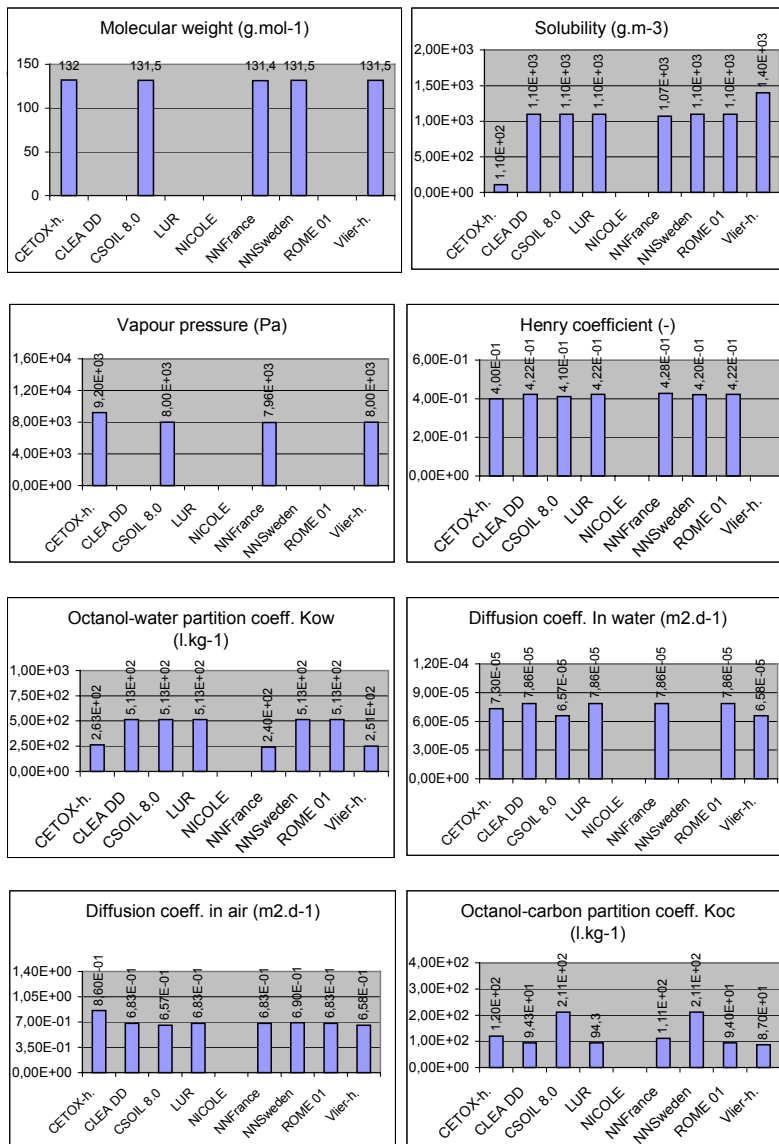 Molecular weight (g.mol-1)
150
100
50
0
132
131,5
131,4
131,5
131,5
CETOX-h.
CLEA DD
CSOIL 8.0
LUR
NICOLE
NNFrance
NNSweden
ROME 01
Vlier-h.
Solubility (g.m-3)
2,00E+03
1,50E+03
1,00E+03
5,00E+02
0,00E+00
1,10E+02
1,10E+03
1,10E+03
1,10E+03
1,07E+03
1,10E+03
1,10E+03
1,40E+03
CETOX-h.
CLEA DD
CSOIL 8.0
LUR
NICOLE
NNFrance
NNSweden
ROME 01
Vlier-h.
Vapour pressure (Pa)
1,60E+04
1,20E+04
8,00E+03
4,00E+03
0,00E+00
9,20E+03
8,00E+03
7,96E+03
8,00E+03
CETOX-h.
CLEA DD
CSOIL 8.0
LUR
NICOLE
NNFrance
NNSweden
ROME 01
Vlier-h.
Henry coefficient (-)
6,00E-01
4,00E-01
2,00E-01
0,00E+00
4,00E-01
4,22E-01
4,10E-01
4,22E-01
4,28E-01
4,20E-01
4,22E-01
CETOX-h.
CLEA DD
CSOIL 8.0
LUR
NICOLE
NNFrance
NNSweden
ROME 01
Vlier-h.
Octanol-water partition coeff. Kow
(l.kg-1)
1,00E+03
7,50E+02
5,00E+02
2,50E+02
0,00E+00
2,63E+02
5,13E+02
5,13E+02
5,13E+02
2,40E+02
5,13E+02
5,13E+02
2,51E+02
CETOX-h.
CLEA DD
CSOIL 8.0
LUR
NICOLE
NNFrance
NNSweden
ROME 01
Vlier-h.
Diffusion coeff. In water (m2.d-1)
1,20E-04
9,00E-05
6,00E-05
3,00E-05
0,00E+00
7,30E-05
7,86E-05
6,57E-05
7,86E-05
7,86E-05
7,86E-05
6,58E-05
CETOX-h.
CLEA DD
CSOIL 8.0
LUR
NICOLE
NNFrance
NNSweden
ROME 01
Vlier-h.
Diffusion coeff. in air (m2.d-1)
1,40E+00
1,05E+00
7,00E-01
3,50E-01
0,00E+00
8,60E-01
6,83E-01
6,57E-01
6,83E-01
6,83E-01
6,90E-01
6,83E-01
6,58E-01
CETOX-h.
CLEA DD
CSOIL 8.0
LUR
NICOLE
NNFrance
NNSweden
ROME 01
Vlier-h.
Octanol-carbon partition coeff. Koc
(l.kg-1)
4,00E+02
3,00E+02
2,00E+02
1,00E+02
0,00E+00
1,20E+02
9,43E+01
2,11E+02
94,3
1,11E+02
2,11E+02
9,40E+01
8,70E+01
CETOX-h.
CLEA DD
CSOIL 8.0
LUR
NICOLE
NNFrance
NNSweden
ROME 01
Vlier-h.